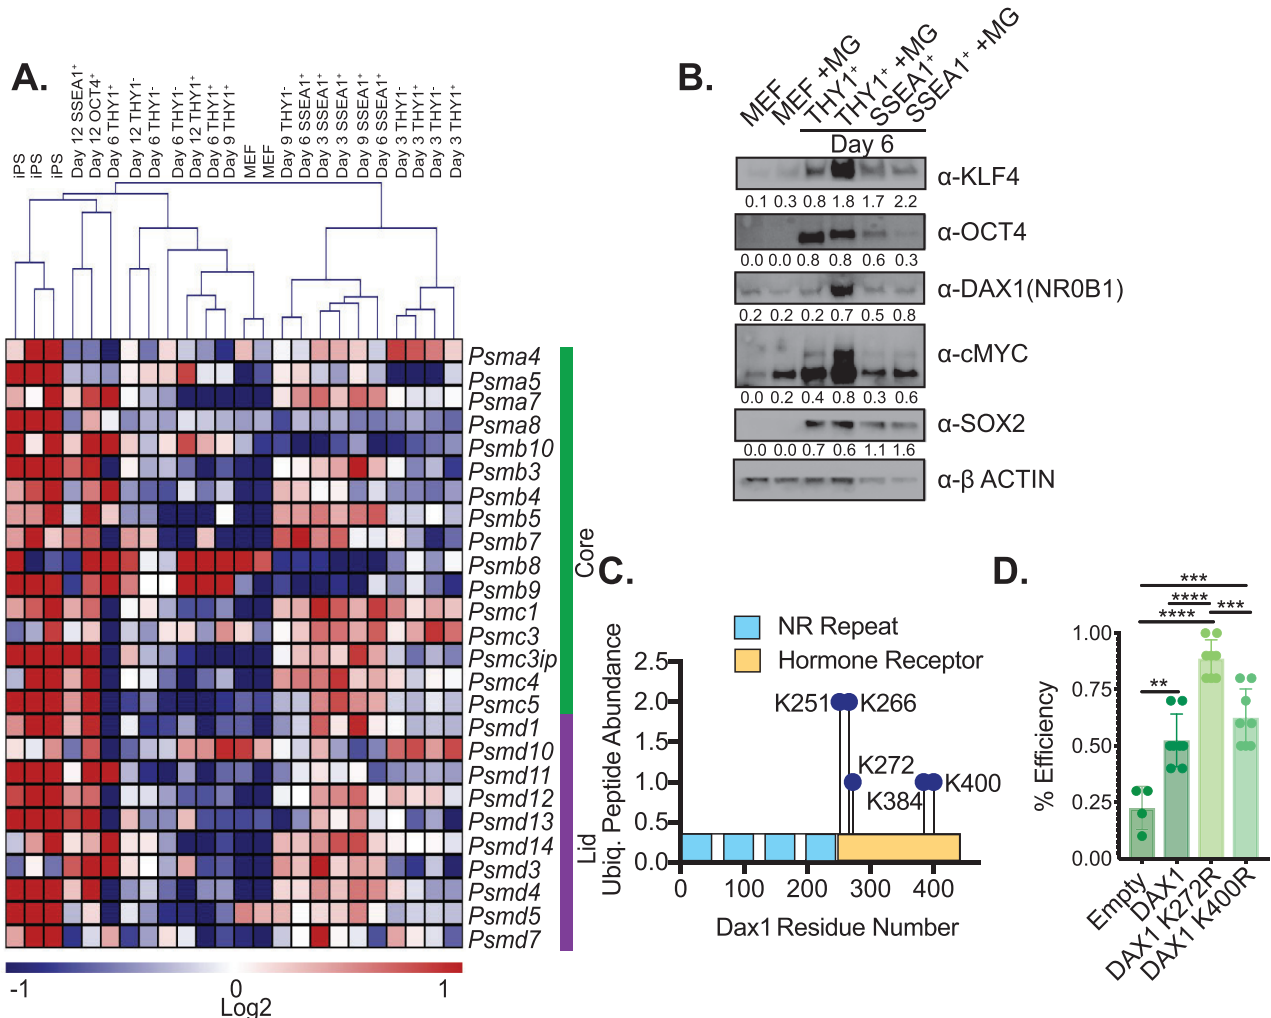 A.
iPS
iPS
iPS
Day 12 SSEA1+
Day 12 OCT4+
Day 6 THY1+
Day 12 THY1-
Day 6 THY1-
Day 6 THY1-
Day 12 THY1+
Day 6 THY1+
Day 9 THY1+
MEF
MEF
Day 9 THY1-
Day 6 SSEA1+
Day 3 SSEA1+
Day 3 SSEA1+
Day 9 SSEA1+
Day 6 SSEA1+
Day 3 THY1-
Day 3 THY1+
Day 3 THY1-
Day 3 THY1+
Psma4
Psma5
Psma7
Psma8
Psmb10
Psmb3
Psmb4
Psmb5
Psmb7
Psmb8
Psmb9
Psmc1
Psmc3
Psmc3ip
Psmc4
Psmc5
Psmd1
Psmd10
Psmd11
Psmd12
Psmd13
Psmd14
Psmd3
Psmd4
Psmd5
Psmd7
Core
Lid
-1 0 1
Log2
B.
MEF
MEF +MG
THY1+
THY1+ +MG
SSEA1+
SSEA1+ +MG
Day 6
α-KLF4
0.1 0.3 0.8 1.8 1.7 2.2
α-OCT4
0.0 0.0 0.8 0.8 0.6 0.3
α-DAX1(NR0B1)
0.2 0.2 0.2 0.7 0.5 0.8
α-cMYC
0.0 0.2 0.4 0.8 0.3 0.6
α-SOX2
0.0 0.0 0.7 0.6 1.1 1.6
α-β ACTIN
C.
NR Repeat
Hormone Receptor
Ubiq. Peptide Abundance
2.5
2.0
1.5
1.0
0.5
0.0
K251
K266
K272
K384
K400
0 100 200 300 400
Dax1 Residue Number
D.
***
****
**** ***
**
% Efficiency
1.00
0.75
0.50
0.25
0.00
Empty
DAX1
DAX1 K272R
DAX1 K400R